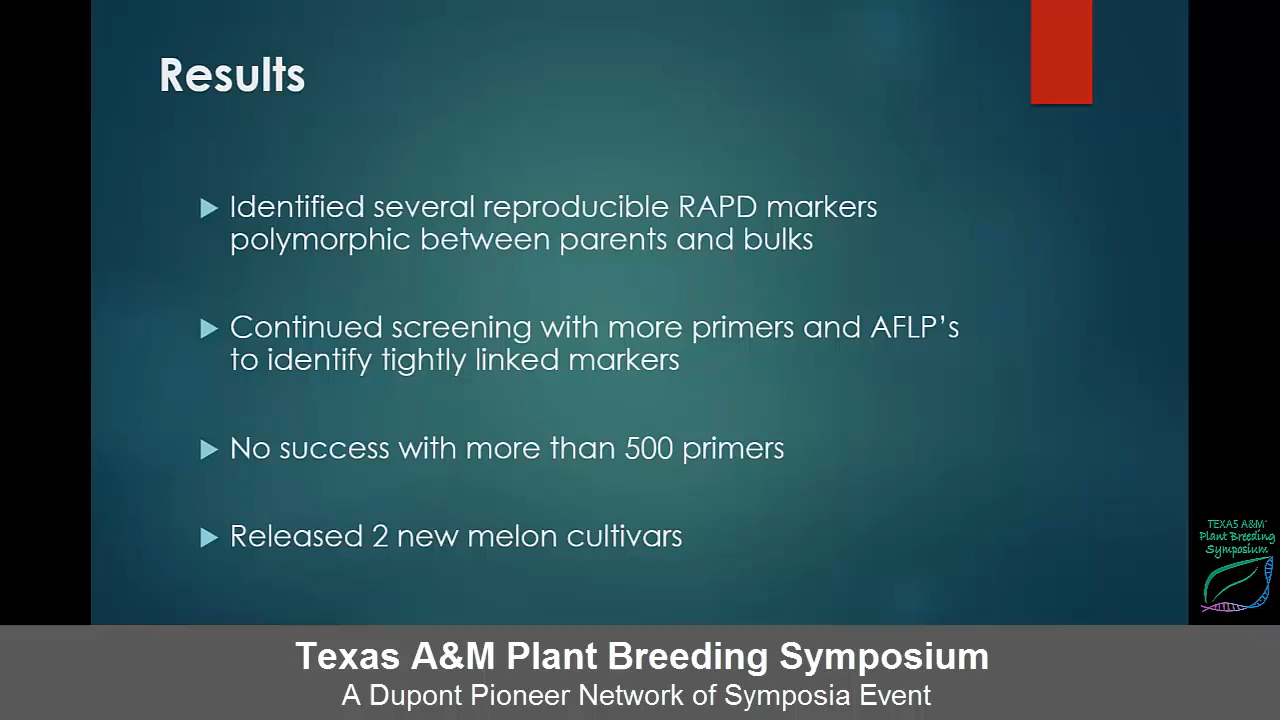 Results
Identified several reproducible RAPD markers
polymorphic between parents and bulks
Continued screening with more primers and AFLP's
to identify tightly linked markers
No success with more than 500 primers
Released 2 new melon cultivars
TEXAS A&M
Plant Breeding
Symposium
Texas A&M Plant Breeding Symposium
A Dupont Pioneer Network of Symposia Event